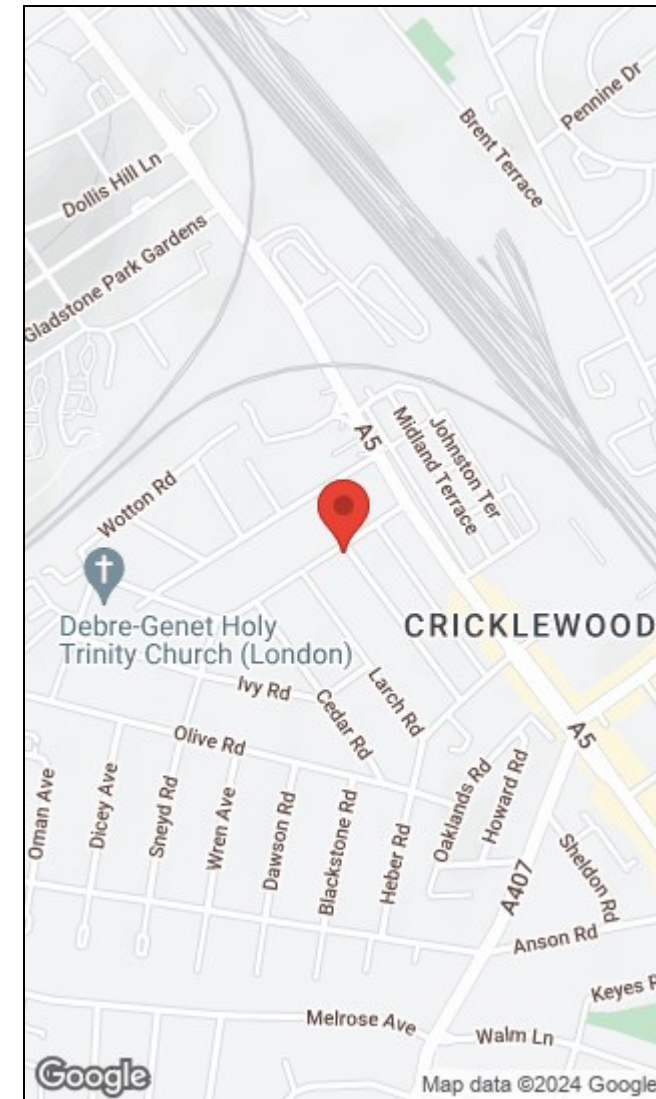 Pennine Dr
Brent Terrace
Dollis Hill Ln
Gladstone Park Gardens
A5
Johnston Ter
Midland Terrace
Wotton Rd
Debre-Genet Holy
Trinity Church (London)
CRICKLEWOOD
Ivy Rd
Cedar Rd
Larch Rd
A5
Olive Rd
Oman Ave
Dicey Ave
Sneyd Rd
Wren Ave
Dawson Rd
Blackstone Rd
Heber Rd
Oaklands Rd
Howard Rd
Sheldon Rd
A407
Anson Rd
Keyes R
Melrose Ave
Walm Ln
Google
Map data ©2024 Google